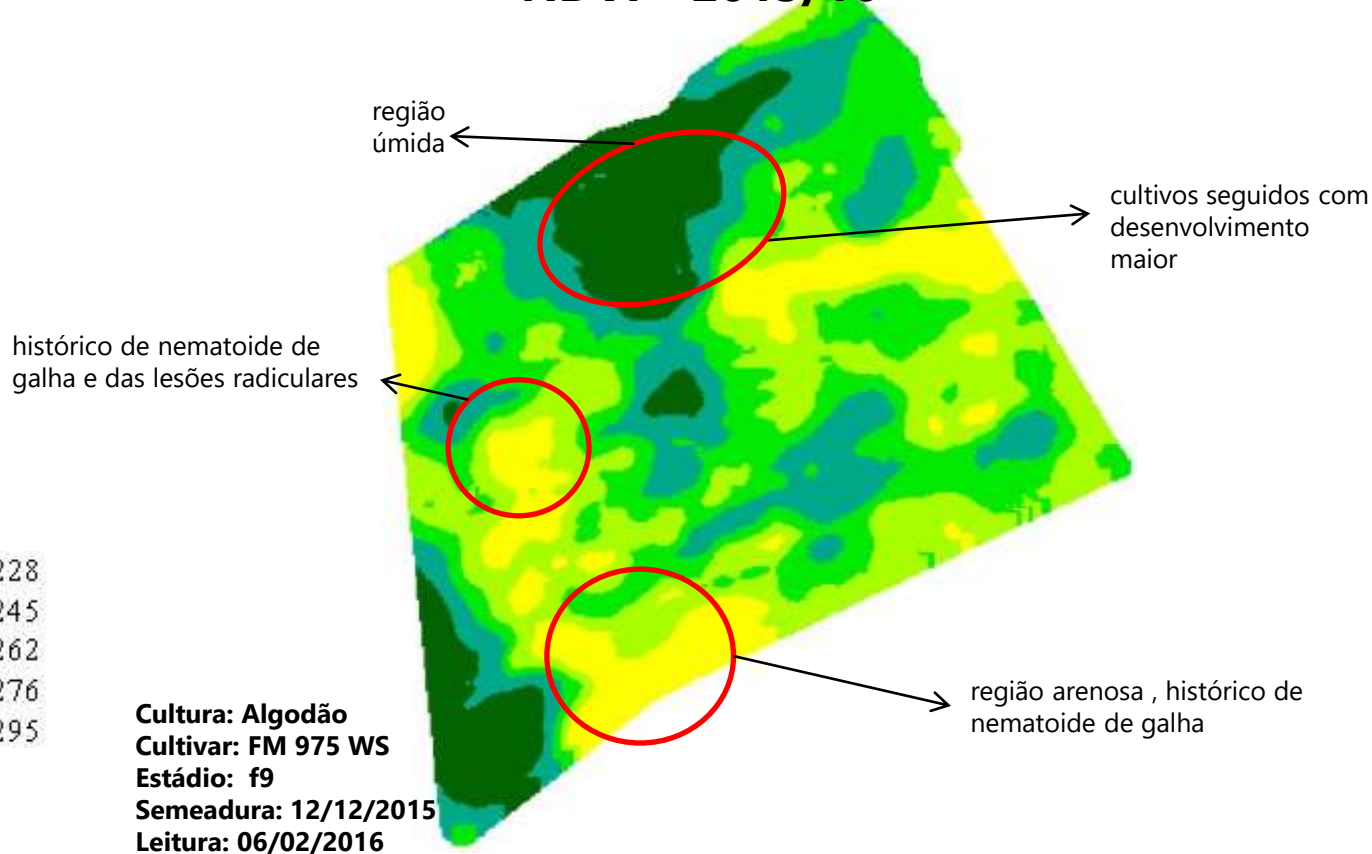 região
úmida
cultivos seguidos com
desenvolvimento
maior
histórico de nematoide de
galha e das lesões radiculares
228
245
262
276
295
região arenosa , histórico de
nematoide de galha
Cultura: Algodão
Cultivar: FM 975 WS
Estádio: f9
Semeadura: 12/12/2015
Leitura: 06/02/2016